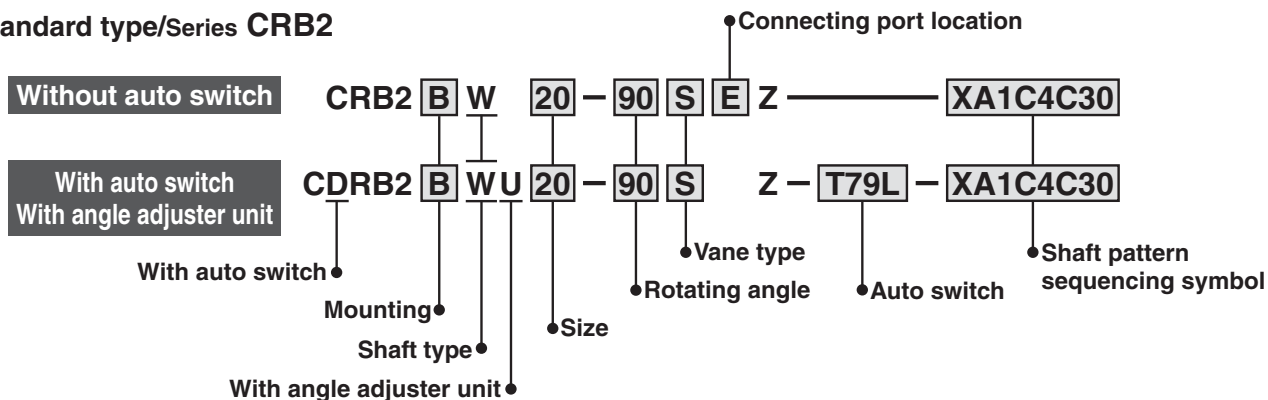 andard type/Series CRB2
Connecting port location
Without auto switch CRB2 B W 20 – 90 S E Z — XA1C4C30
With auto switch
With angle adjuster unit
CDRB2 B W U 20 – 90 S Z – T79L – XA1C4C30
With auto switch
Vane type
Shaft pattern
sequencing symbol
Rotating angle
Auto switch
Mounting
Size
Shaft type
With angle adjuster unit